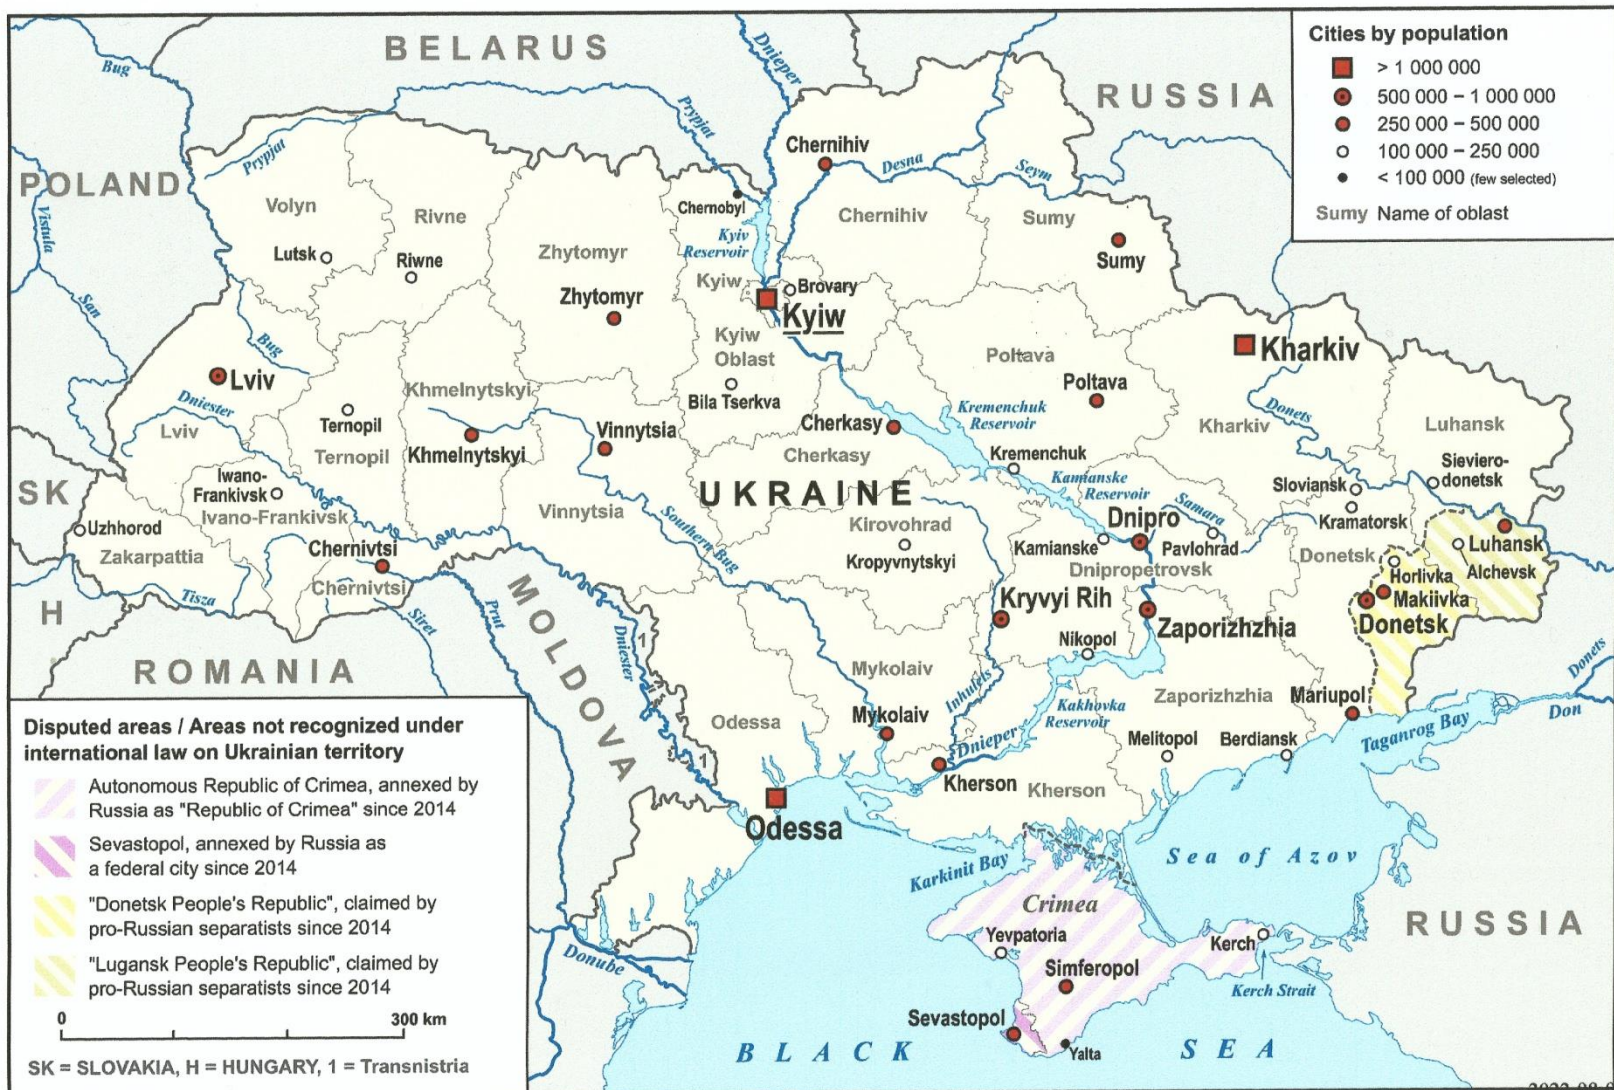 BELARUS
RUSSIA
POLAND
SK
H
ROMANIA
MOLDOVA
UKRAINE
RUSSIA
Cities by population
> 1 000 000
500 000 – 1 000 000
250 000 – 500 000
100 000 – 250 000
< 100 000 (few selected)
Sumy Name of oblast
Bug
Dnieper
Prypjat
Prypjat
Desna
Seym
Vistula
San
Bug
Dniester
Kyiv
Reservoir
Chernihiv
Chernobyl
Volyn
Rivne
Zhytomyr
Chernihiv
Sumy
Lutsk
Riwne
Zhytomyr
Kyiw
Brovary
Kyiw
Sumy
Kharkiv
Lviv
Kyiw
Oblast
Bila Tserkva
Poltava
Poltava
Kremenchuk
Reservoir
Donets
Kharkiv
Luhansk
Lviv
Ternopil
Ternopil
Khmelnytskyi
Khmelnytskyi
Vinnytsia
Vinnytsia
Cherkasy
Cherkasy
Kremenchuk
Kamianske
Reservoir
Samara
Sloviansk
Kramatorsk
Sieviero-
donetsk
Iwano-
Frankivsk
Ivano-Frankivsk
Uzhhorod
Zakarpattia
Chernivtsi
Chernivtsi
Tisza
Siret
Prut
Dniester
Southern Bug
Kirovohrad
Kropyvnytskyi
Dnipro
Kamianske
Pavlohrad
Dnipropetrovsk
Donetsk
Luhansk
Alchevsk
Horlivka
Makiivka
Donetsk
Kryvyi Rih
Zaporizhzhia
Nikopol
Mykolaiv
Inhulets
Kakhovka
Reservoir
Zaporizhzhia
Mariupol
Donets
Don
Taganrog Bay
1
1
Odessa
Mykolaiv
Dnieper
Kherson
Kherson
Melitopol
Berdiansk
Odessa
Karkinit Bay
Sea of Azov
Crimea
Yevpatoria
Kerch
Kerch Strait
Simferopol
Sevastopol
Yalta
Donube
BLACK SEA
Disputed areas / Areas not recognized under
international law on Ukrainian territory
Autonomous Republic of Crimea, annexed by
Russia as "Republic of Crimea" since 2014
Sevastopol, annexed by Russia as
a federal city since 2014
"Donetsk People's Republic", claimed by
pro-Russian separatists since 2014
"Lugansk People's Republic", claimed by
pro-Russian separatists since 2014
0 300 km
SK = SLOVAKIA, H = HUNGARY, 1 = Transnistria